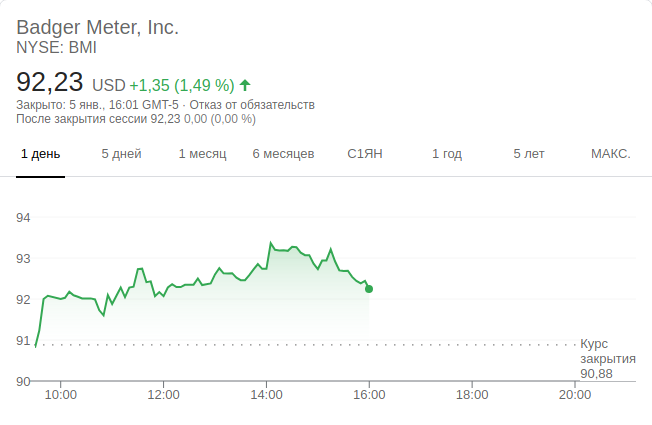 Badger Meter, Inc.
NYSE: BMI
92,23 USD +1,35 (1,49 %) ↑
Закрыто: 5 янв., 16:01 GMT-5 · Отказ от обязательств
После закрытия сессии 92,23 0,00 (0,00 %)
1 день 5 дней 1 месяц 6 месяцев С1ЯН 1 год 5 лет МАКС.
94
93
92
91
Курс
закрытия
90,88
90
10:00 12:00 14:00 16:00 18:00 20:00